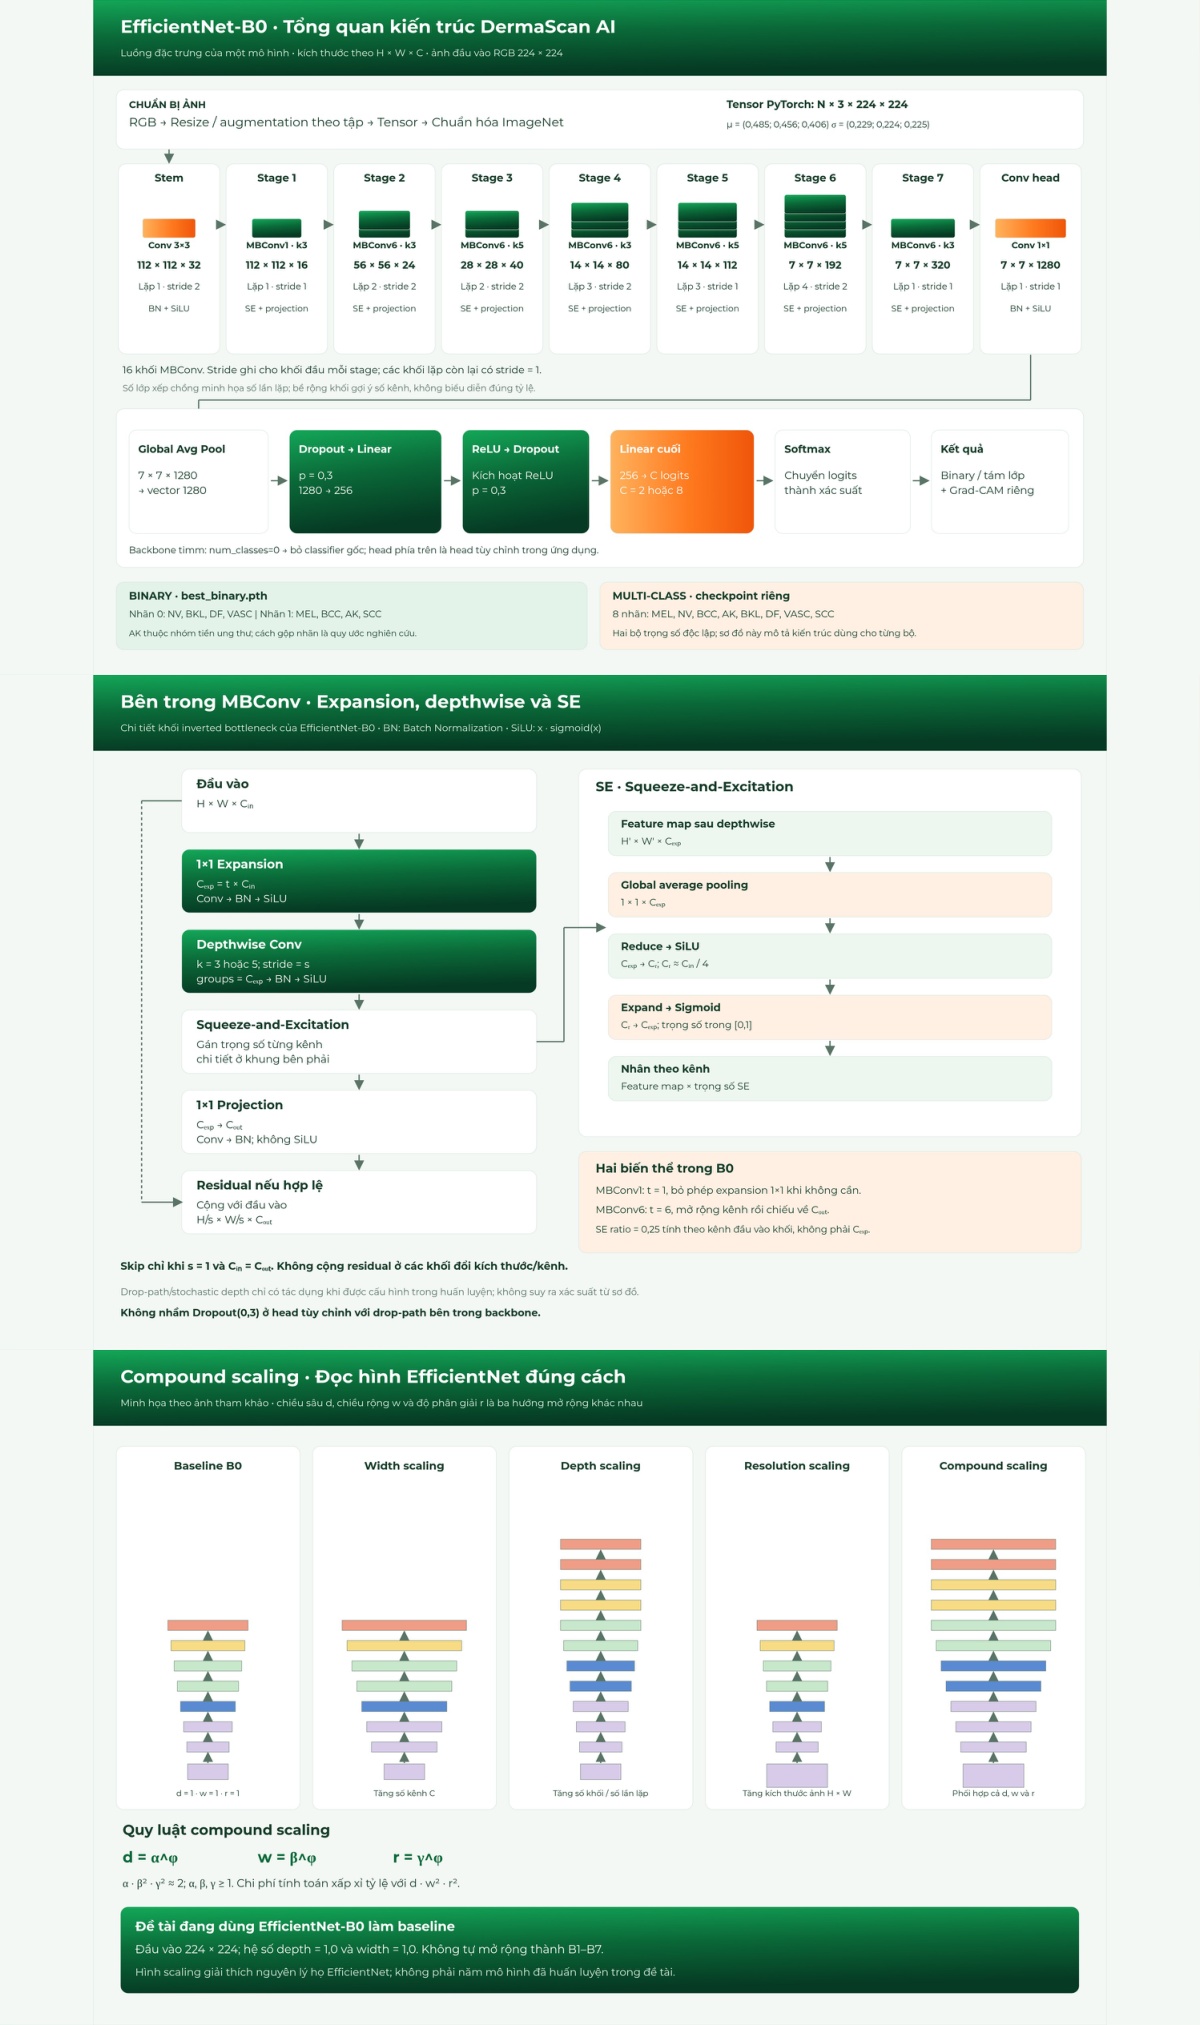 EfficientNet-B0 · Tổng quan kiến trúc DermaScan AI
Luồng đặc trưng của một mô hình · kích thước theo H × W × C · ảnh đầu vào RGB 224 × 224
CHUẨN BỊ ẢNH
RGB → Resize / augmentation theo tập → Tensor → Chuẩn hóa ImageNet
Tensor PyTorch: N × 3 × 224 × 224
μ = (0,485; 0,456; 0,406) σ = (0,229; 0,224; 0,225)
Stem
Conv 3×3
112 × 112 × 32
Lặp 1 · stride 2
BN + SiLU
Stage 1
MBConv1 · k3
112 × 112 × 16
Lặp 1 · stride 1
SE + projection
Stage 2
MBConv6 · k3
56 × 56 × 24
Lặp 2 · stride 2
SE + projection
Stage 3
MBConv6 · k5
28 × 28 × 40
Lặp 2 · stride 2
SE + projection
Stage 4
MBConv6 · k3
14 × 14 × 80
Lặp 3 · stride 2
SE + projection
Stage 5
MBConv6 · k5
14 × 14 × 112
Lặp 3 · stride 1
SE + projection
Stage 6
MBConv6 · k5
7 × 7 × 192
Lặp 4 · stride 2
SE + projection
Stage 7
MBConv6 · k3
7 × 7 × 320
Lặp 1 · stride 1
SE + projection
Conv head
Conv 1×1
7 × 7 × 1280
Lặp 1 · stride 1
BN + SiLU
16 khối MBConv. Stride ghi cho khối đầu mỗi stage; các khối lặp còn lại có stride = 1.
Số lớp xếp chồng minh họa số lần lặp; bề rộng khối gợi ý số kênh, không biểu diễn đúng tỷ lệ.
Global Avg Pool
7 × 7 × 1280
→ vector 1280
Dropout → Linear
p = 0,3
1280 → 256
ReLU → Dropout
Kích hoạt ReLU
p = 0,3
Linear cuối
256 → C logits
C = 2 hoặc 8
Softmax
Chuyển logits
thành xác suất
Kết quả
Binary / tám lớp
+ Grad-CAM riêng
Backbone timm: num_classes=0 → bỏ classifier gốc; head phía trên là head tùy chỉnh trong ứng dụng.
BINARY · best_binary.pth
Nhãn 0: NV, BKL, DF, VASC | Nhãn 1: MEL, BCC, AK, SCC
AK thuộc nhóm tiền ung thư; cách gộp nhãn là quy ước nghiên cứu.
MULTI-CLASS · checkpoint riêng
8 nhãn: MEL, NV, BCC, AK, BKL, DF, VASC, SCC
Hai bộ trọng số độc lập; sơ đồ này mô tả kiến trúc dùng cho từng bộ.
Bên trong MBConv · Expansion, depthwise và SE
Chi tiết khối inverted bottleneck của EfficientNet-B0 · BN: Batch Normalization · SiLU: x · sigmoid(x)
Đầu vào
H × W × Cᵢₙ
1×1 Expansion
Cₑₓₚ = t × Cᵢₙ
Conv → BN → SiLU
Depthwise Conv
k = 3 hoặc 5; stride = s
groups = Cₑₓₚ → BN → SiLU
Squeeze-and-Excitation
Gán trọng số từng kênh
chi tiết ở khung bên phải
1×1 Projection
Cₑₓₚ → Cₒᵤₜ
Conv → BN; không SiLU
Residual nếu hợp lệ
Cộng với đầu vào
H/s × W/s × Cₒᵤₜ
SE · Squeeze-and-Excitation
Feature map sau depthwise
H' × W' × Cₑₓₚ
Global average pooling
1 × 1 × Cₑₓₚ
Reduce → SiLU
Cₑₓₚ → Cᵣ; Cᵣ ≈ Cᵢₙ / 4
Expand → Sigmoid
Cᵣ → Cₑₓₚ; trọng số trong [0,1]
Nhân theo kênh
Feature map × trọng số SE
Hai biến thể trong B0
MBConv1: t = 1, bỏ phép expansion 1×1 khi không cần.
MBConv6: t = 6, mở rộng kênh rồi chiếu về Cₒᵤₜ.
SE ratio = 0,25 tính theo kênh đầu vào khối, không phải Cₑₓₚ.
Skip chỉ khi s = 1 và Cᵢₙ = Cₒᵤₜ. Không cộng residual ở các khối đổi kích thước/kênh.
Drop-path/stochastic depth chỉ có tác dụng khi được cấu hình trong huấn luyện; không suy ra xác suất từ sơ đồ.
Không nhầm Dropout(0,3) ở head tùy chỉnh với drop-path bên trong backbone.
Compound scaling · Đọc hình EfficientNet đúng cách
Minh họa theo ảnh tham khảo · chiều sâu d, chiều rộng w và độ phân giải r là ba hướng mở rộng khác nhau
Baseline B0
d = 1 · w = 1 · r = 1
Width scaling
Tăng số kênh C
Depth scaling
Tăng số khối / số lần lặp
Resolution scaling
Tăng kích thước ảnh H × W
Compound scaling
Phối hợp cả d, w và r
Quy luật compound scaling
d = α^φ
w = β^φ
r = γ^φ
α · β² · γ² ≈ 2; α, β, γ ≥ 1. Chi phí tính toán xấp xỉ tỷ lệ với d · w² · r².
Đề tài đang dùng EfficientNet-B0 làm baseline
Đầu vào 224 × 224; hệ số depth = 1,0 và width = 1,0. Không tự mở rộng thành B1–B7.
Hình scaling giải thích nguyên lý họ EfficientNet; không phải năm mô hình đã huấn luyện trong đề tài.